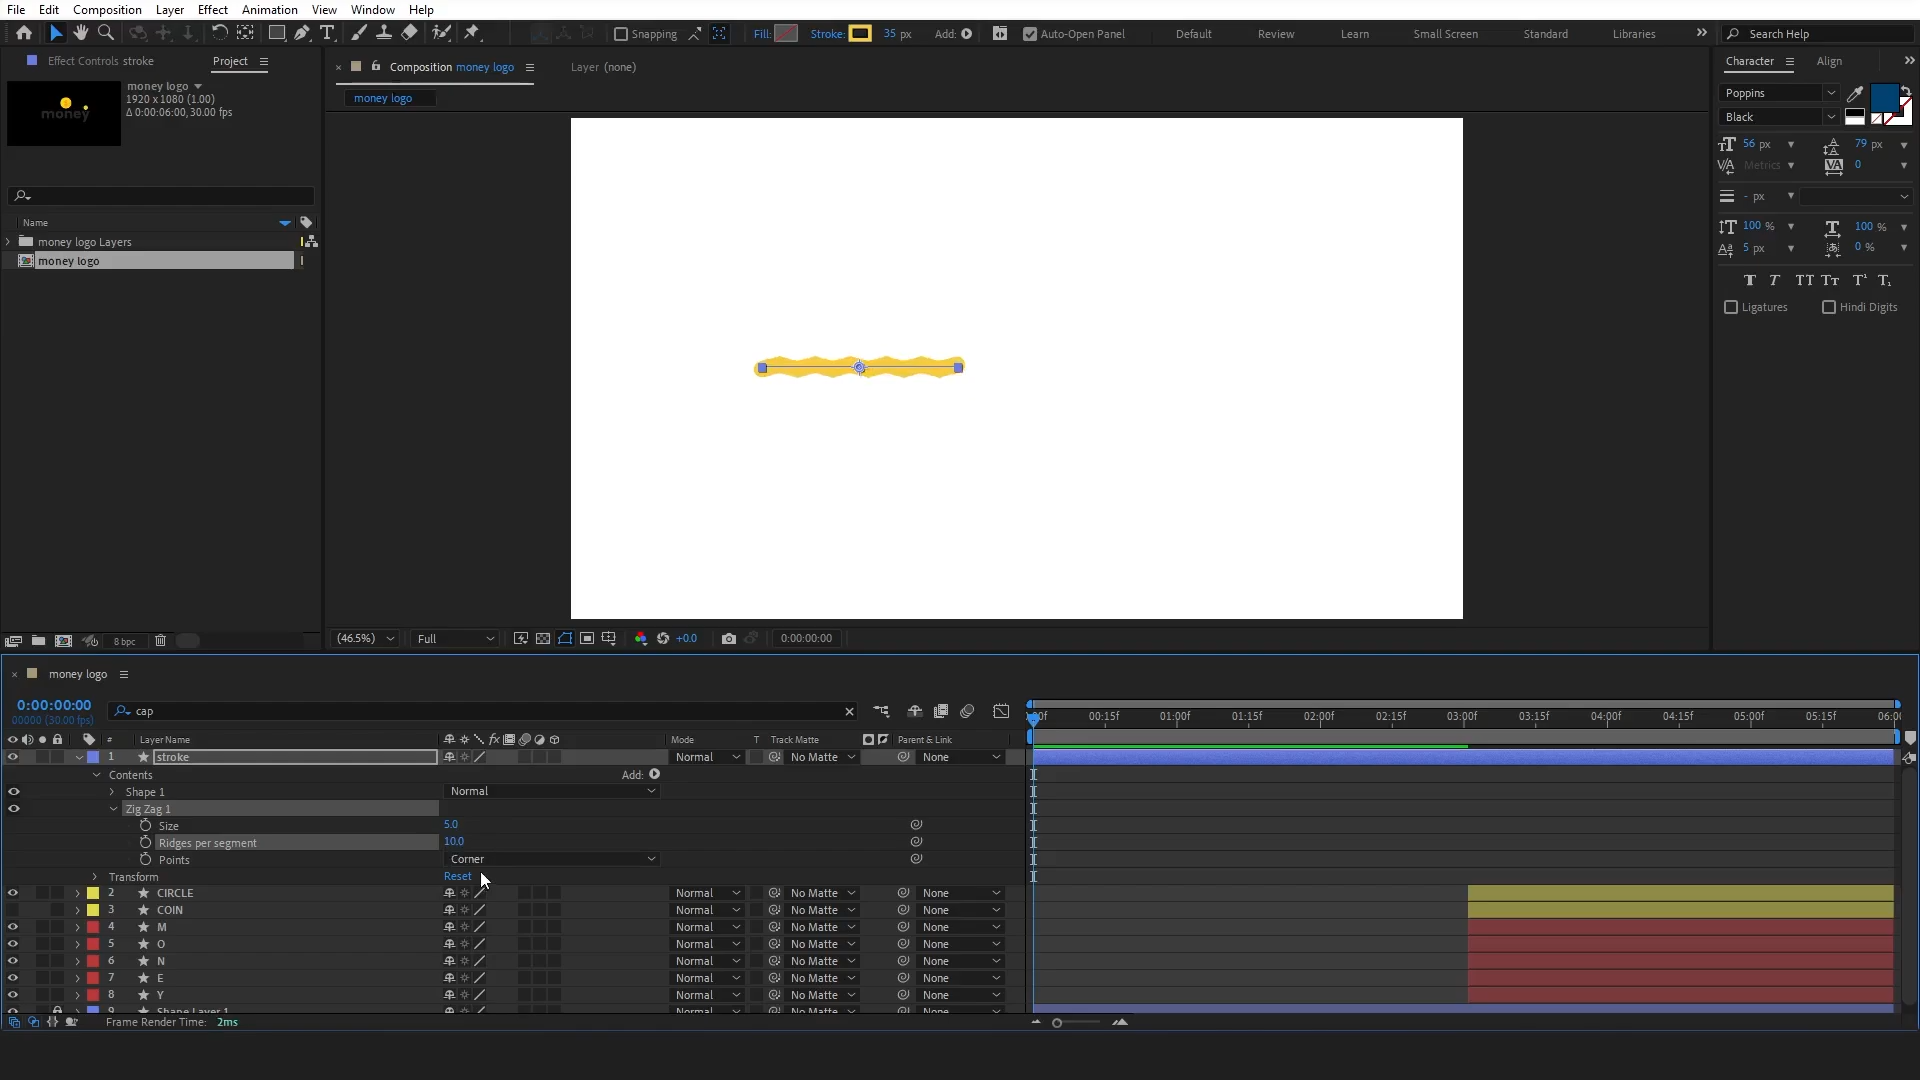 File Edit Composition Layer Effect Animation View Window Help
Snapping Fill: Stroke: 35 px Add: Auto-Open Panel Default Review Learn Small Screen Standard Libraries Search Help
Effect Controls stroke Project
Composition money logo Layer (none)
Character Align
money logo
1920 x 1080 (1.00)
Δ 0:00:06:00, 30.00 fps
money
money logo
Poppins
Black
56 px 79 px
Metrics 0
- px
100 % 100 %
5 px 0 %
Ligatures Hindi Digits
Name
money logo Layers
money logo
8 bpc
(46.5%) Full +0.0 0:00:00:00
money logo
0:00:00:00
00000 (30.00 fps)
cap
00:15f 01:00f 01:15f 02:00f 02:15f 03:00f 03:15f 04:00f 04:15f 05:00f 05:15f 06:0
# Layer Name Mode T Track Matte Parent & Link
1 stroke Normal No Matte None
Contents Add:
Shape 1 Normal
Zig Zag 1
Size 5.0
Ridges per segment 10.0
Points Corner
Transform Reset
2 CIRCLE Normal No Matte None
3 COIN Normal No Matte None
4 M Normal No Matte None
5 O Normal No Matte None
6 N Normal No Matte None
7 E Normal No Matte None
8 Y Normal No Matte None
9 Shape Layer 1 Normal No Matte None
Frame Render Time: 2ms